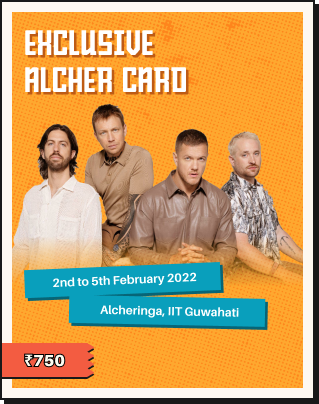 EXCLUSIVE
ALCHER CARD
2nd to 5th February 2022
Alcheringa, IIT Guwahati
₹750